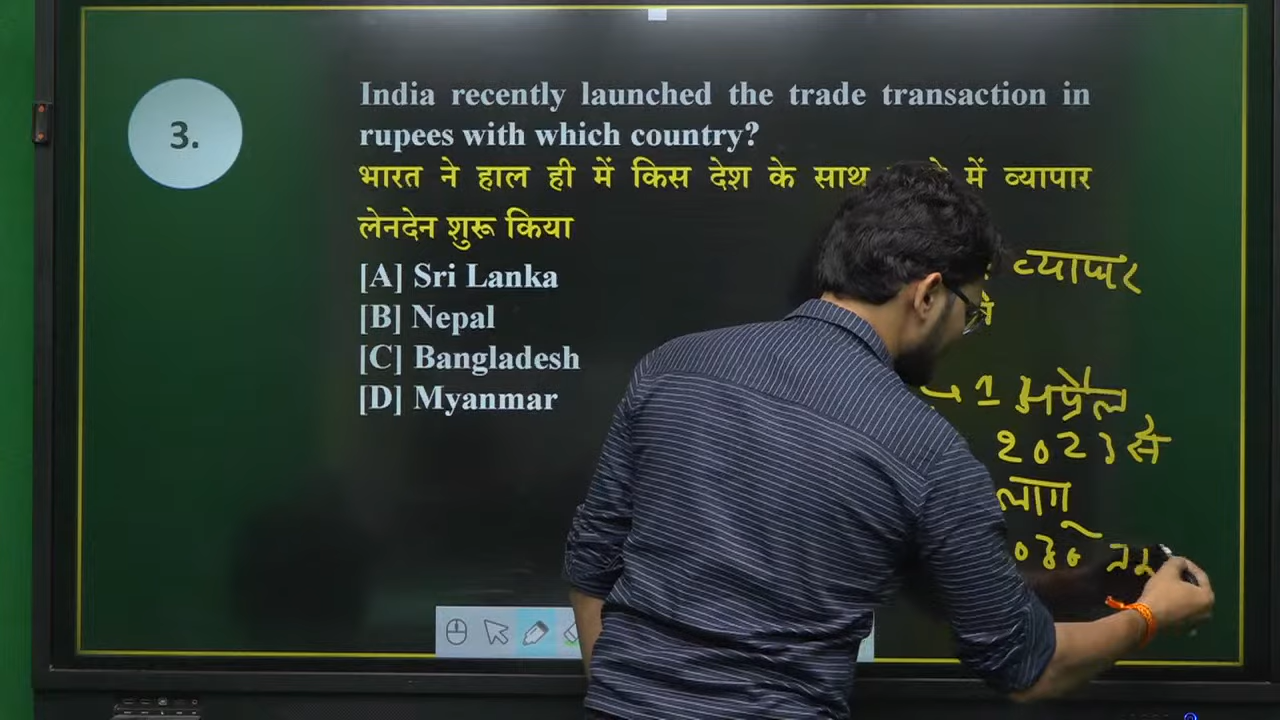 3.
India recently launched the trade transaction in
rupees with which country?
भारत ने हाल ही में किस देश के साथ में व्यापार
लेनदेन शुरू किया
[A] Sri Lanka
[B] Nepal
[C] Bangladesh
[D] Myanmar
व्यापार
→ 1 अप्रैल
2023 से